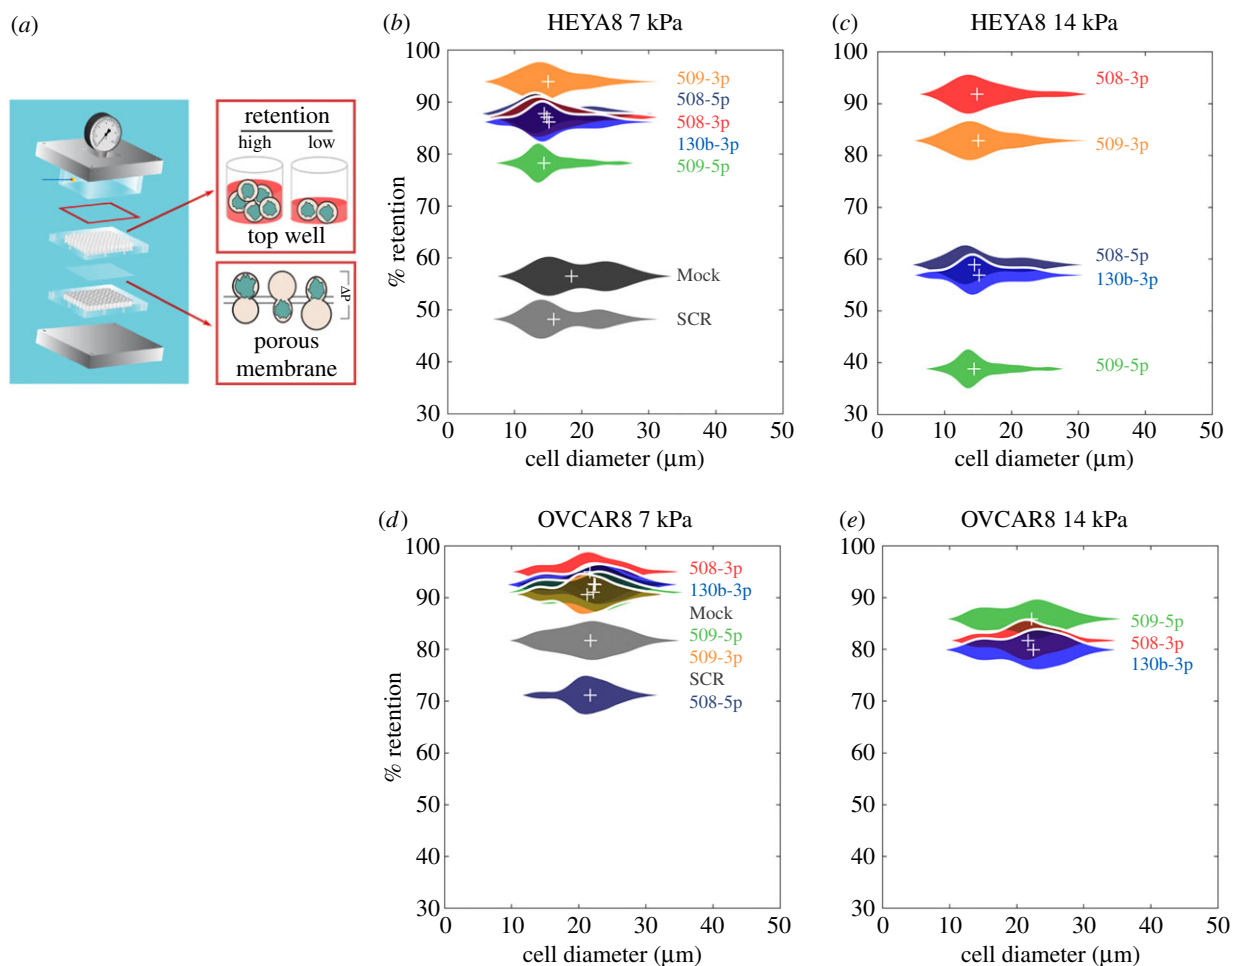 (a)
retention
high low
top well
ΔP
porous
membrane
(b) HEYA8 7 kPa
100
90
80
70
60
50
40
30
% retention
509-3p
508-5p
508-3p
130b-3p
509-5p
Mock
SCR
0 10 20 30 40 50
cell diameter (μm)
(c) HEYA8 14 kPa
100
90
80
70
60
50
40
30
508-3p
509-3p
508-5p
130b-3p
509-5p
0 10 20 30 40 50
cell diameter (μm)
(d) OVCAR8 7 kPa
100
90
80
70
60
50
40
30
% retention
508-3p
130b-3p
Mock
509-5p
509-3p
SCR
508-5p
0 10 20 30 40 50
cell diameter (μm)
(e) OVCAR8 14 kPa
100
90
80
70
60
50
40
30
509-5p
508-3p
130b-3p
0 10 20 30 40 50
cell diameter (μm)